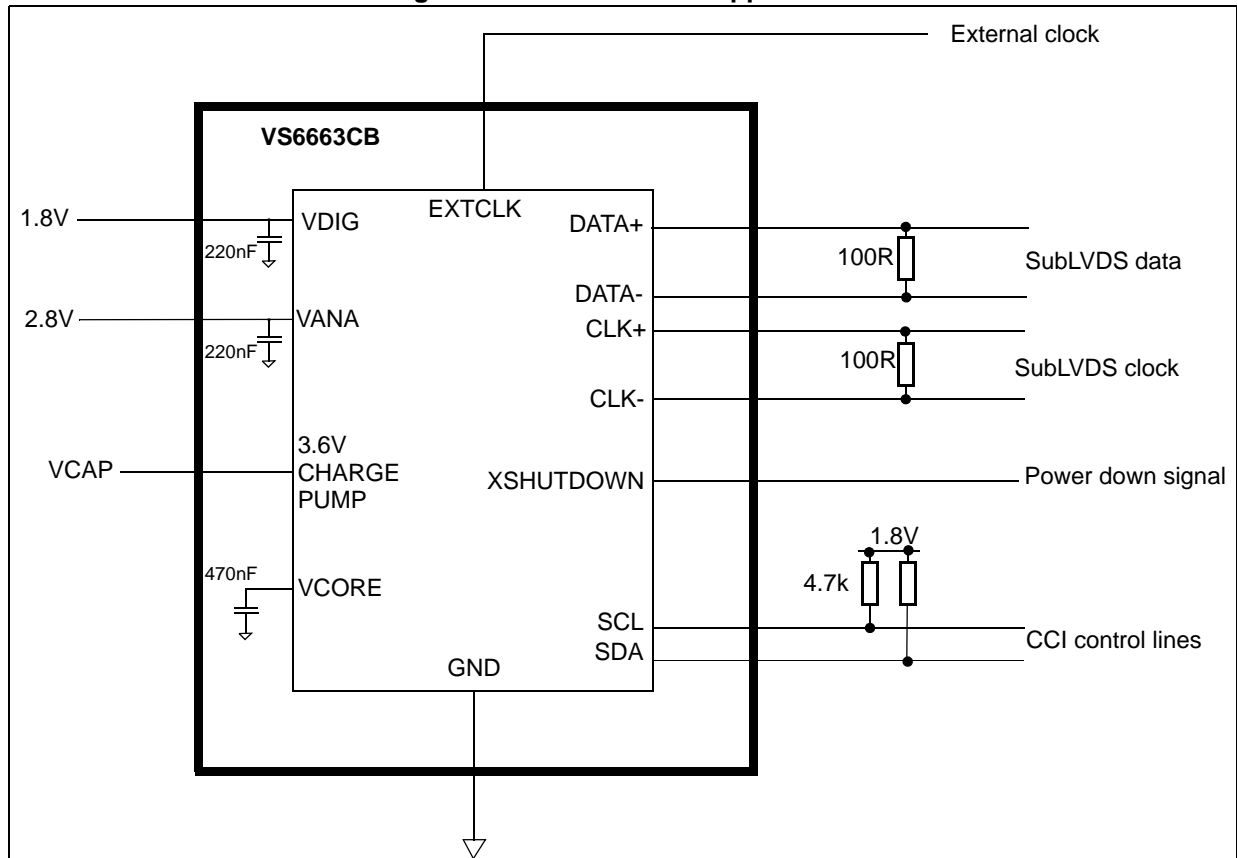 External clock
VS6663CB
1.8V
VDIG
EXTCLK
DATA+
220nF
100R
SubLVDS data
DATA-
2.8V
VANA
CLK+
220nF
100R
SubLVDS clock
CLK-
VCAP
3.6V
CHARGE
PUMP
XSHUTDOWN
Power down signal
1.8V
470nF
VCORE
4.7k
SCL
SDA
CCI control lines
GND